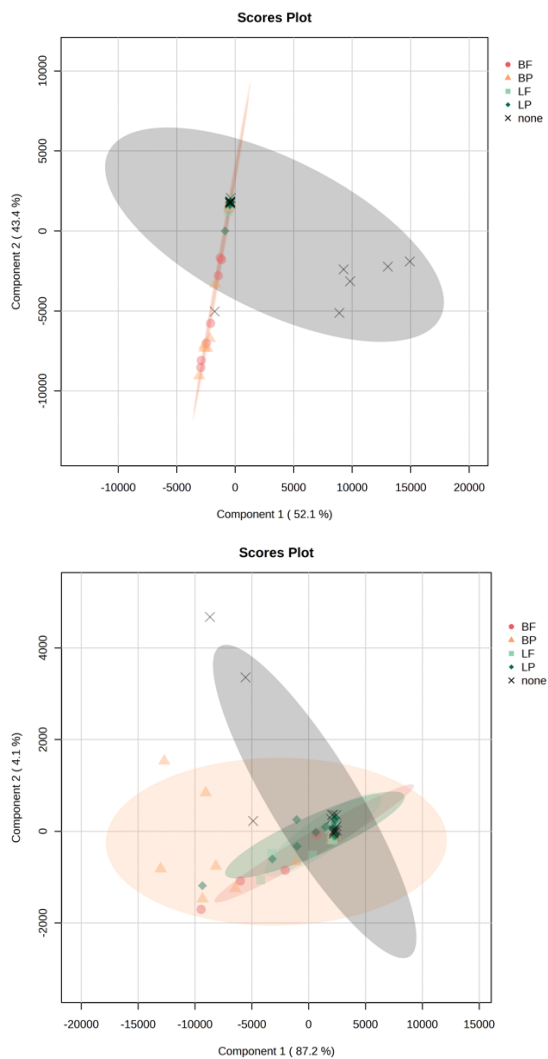 Scores Plot
10000
5000
0
-5000
-10000
Component 2 ( 43.4 %)
BF
BP
LF
LP
none
-10000 -5000 0 5000 10000 15000 20000
Component 1 ( 52.1 %)
Scores Plot
4000
2000
0
-2000
Component 2 ( 4.1 %)
BF
BP
LF
LP
none
-20000 -15000 -10000 -5000 0 5000 10000 15000
Component 1 ( 87.2 %)